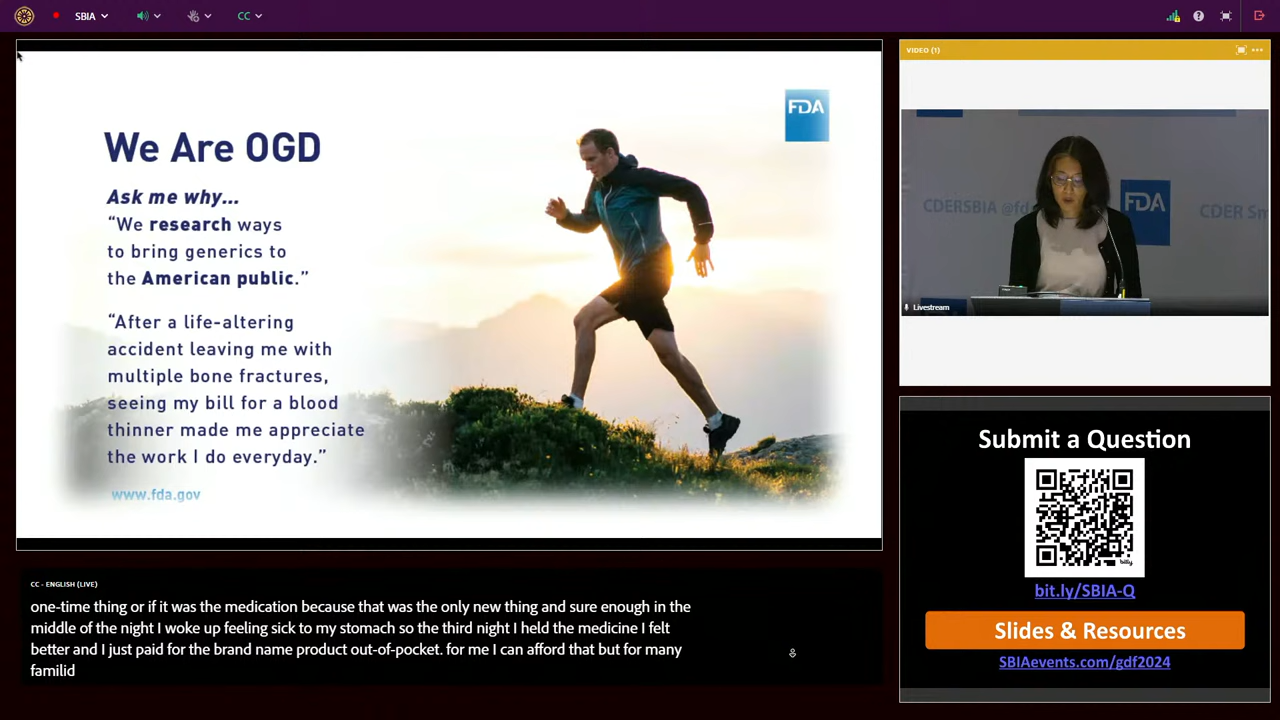 SBIA
CC
We Are OGD
Ask me why...
“We research ways
to bring generics to
the American public.”
“After a life-altering
accident leaving me with
multiple bone fractures,
seeing my bill for a blood
thinner made me appreciate
the work I do everyday.”
www.fda.gov
FDA
VIDEO (1)
CDERSBIA @fd
FDA
CDER Sm
Livestream
CC - ENGLISH (LIVE)
one-time thing or if it was the medication because that was the only new thing and sure enough in the
middle of the night I woke up feeling sick to my stomach so the third night I held the medicine I felt
better and I just paid for the brand name product out-of-pocket. for me I can afford that but for many
familid
Submit a Question
bitly
bit.ly/SBIA-Q
Slides & Resources
SBIAevents.com/gdf2024